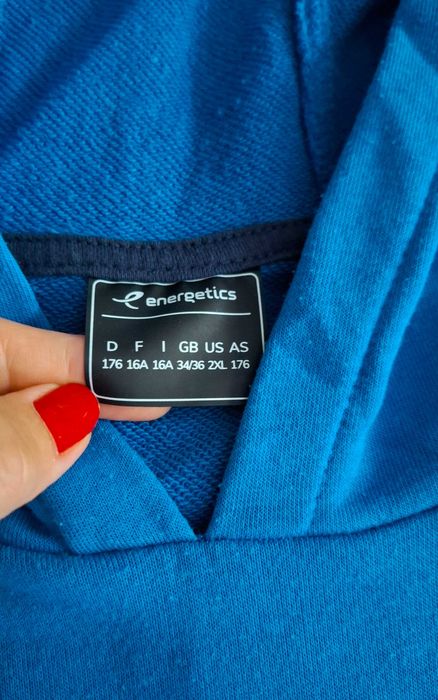 energetics
D F I GB US AS
176 16A 16A 34/36 2XL 176